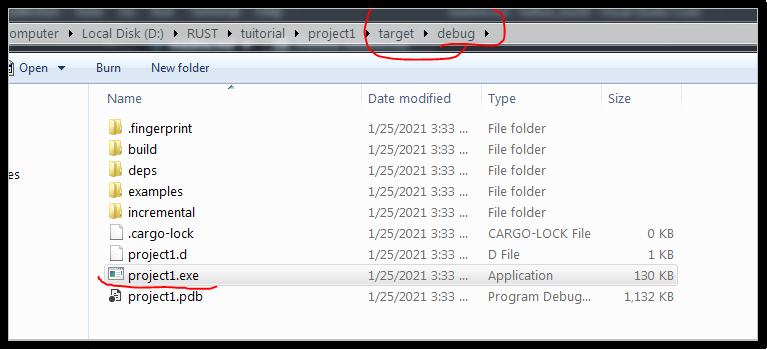 omputer Local Disk (D:) RUST tuitorial project1 target debug
Open Burn New folder
Name Date modified Type Size
.fingerprint 1/25/2021 3:33 ... File folder
build 1/25/2021 3:33 ... File folder
deps 1/25/2021 3:33 ... File folder
es examples 1/25/2021 3:33 ... File folder
incremental 1/25/2021 3:33 ... File folder
.cargo-lock 1/25/2021 3:33 ... CARGO-LOCK File 0 KB
project1.d 1/25/2021 3:33 ... D File 1 KB
project1.exe 1/25/2021 3:33 ... Application 130 KB
project1.pdb 1/25/2021 3:33 ... Program Debug... 1,132 KB